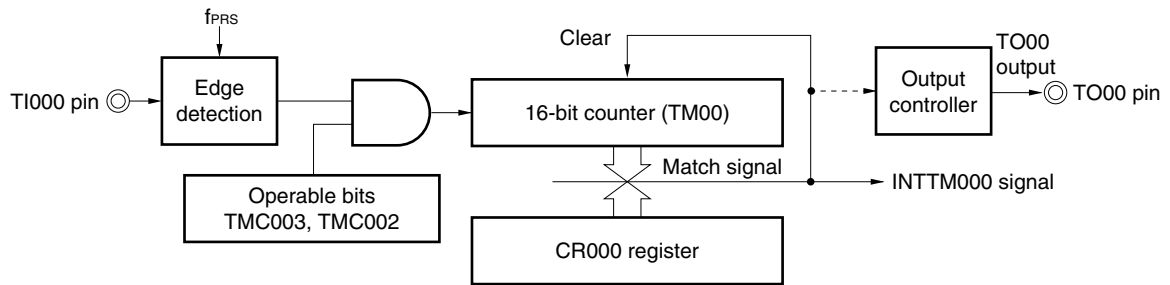 fPRS
Clear
TO00
output
TI000 pin
Edge
detection
16-bit counter (TM00)
Output
controller
TO00 pin
Match signal
INTTM000 signal
Operable bits
TMC003, TMC002
CR000 register